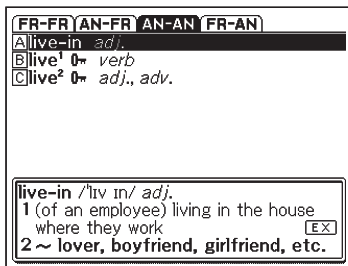 FR-FR AN-FR AN-AN FR-AN
A live-in adj.
B live¹ verb
C live² adj., adv.
live-in /ˈlɪv ɪn/ adj.
1 (of an employee) living in the house
where they work EX
2 ~ lover, boyfriend, girlfriend, etc.